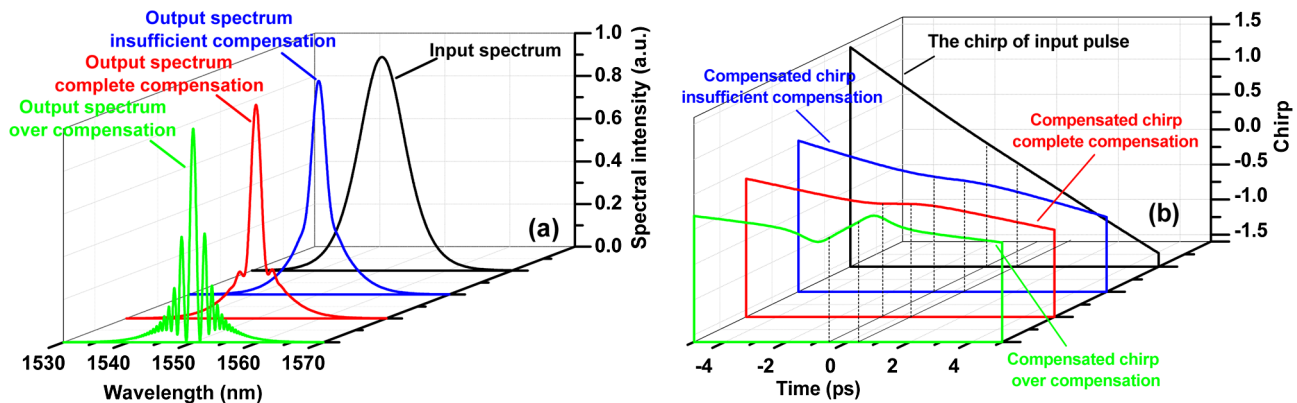 Output spectrum
insufficient compensation
Output spectrum
complete compensation
Output spectrum
over compensation
Input spectrum
(a)
1.0
0.8
0.6
0.4
0.2
0.0
Spectral intensity (a.u.)
1530 1540 1550 1560 1570
Wavelength (nm)
The chirp of input pulse
Compensated chirp
insufficient compensation
Compensated chirp
complete compensation
(b)
1.5
1.0
0.5
0.0
-0.5
-1.0
-1.5
Chirp
-4 -2 0 2 4
Time (ps)
Compensated chirp
over compensation